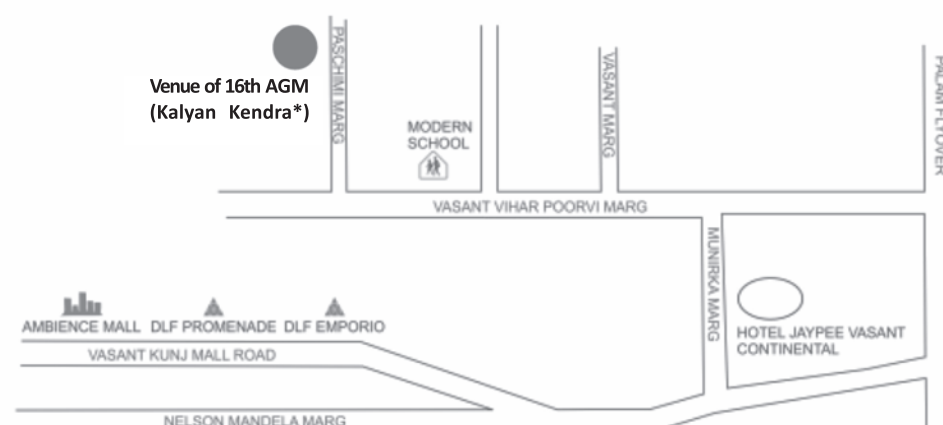 PASCHIMI MARG
Venue of 16th AGM
(Kalyan Kendra*)
MODERN
SCHOOL
VASANT MARG
PALAM FLYOVER
VASANT VIHAR POORVI MARG
MUNIRKA MARG
HOTEL JAYPEE VASANT
CONTINENTAL
AMBIENCE MALL DLF PROMENADE DLF EMPORIO
VASANT KUNJ MALL ROAD
NELSON MANDELA MARG